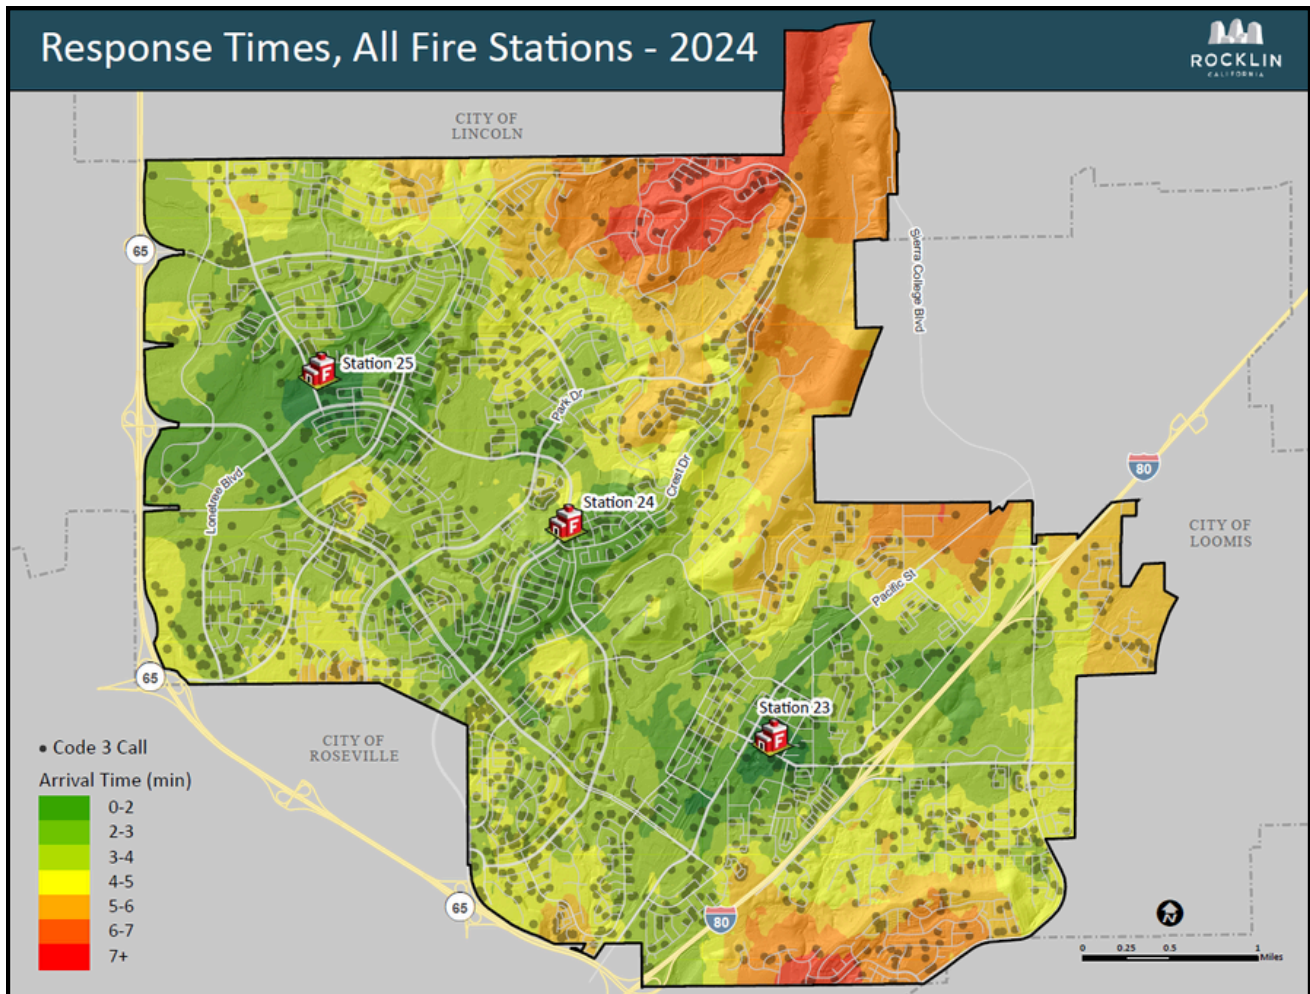 Response Times, All Fire Stations - 2024
ROCKLIN
CALIFORNIA
CITY OF
LINCOLN
65
Sierra College Blvd
Station 25
Park Dr
80
Lonetree Blvd
Crest Dr
Station 24
CITY OF
LOOMIS
Pacific St
65
Station 23
CITY OF
ROSEVILLE
Code 3 Call
Arrival Time (min)
0-2
2-3
3-4
4-5
5-6
6-7
7+
65
80
N
0 0.25 0.5 1
Miles
F
F
F